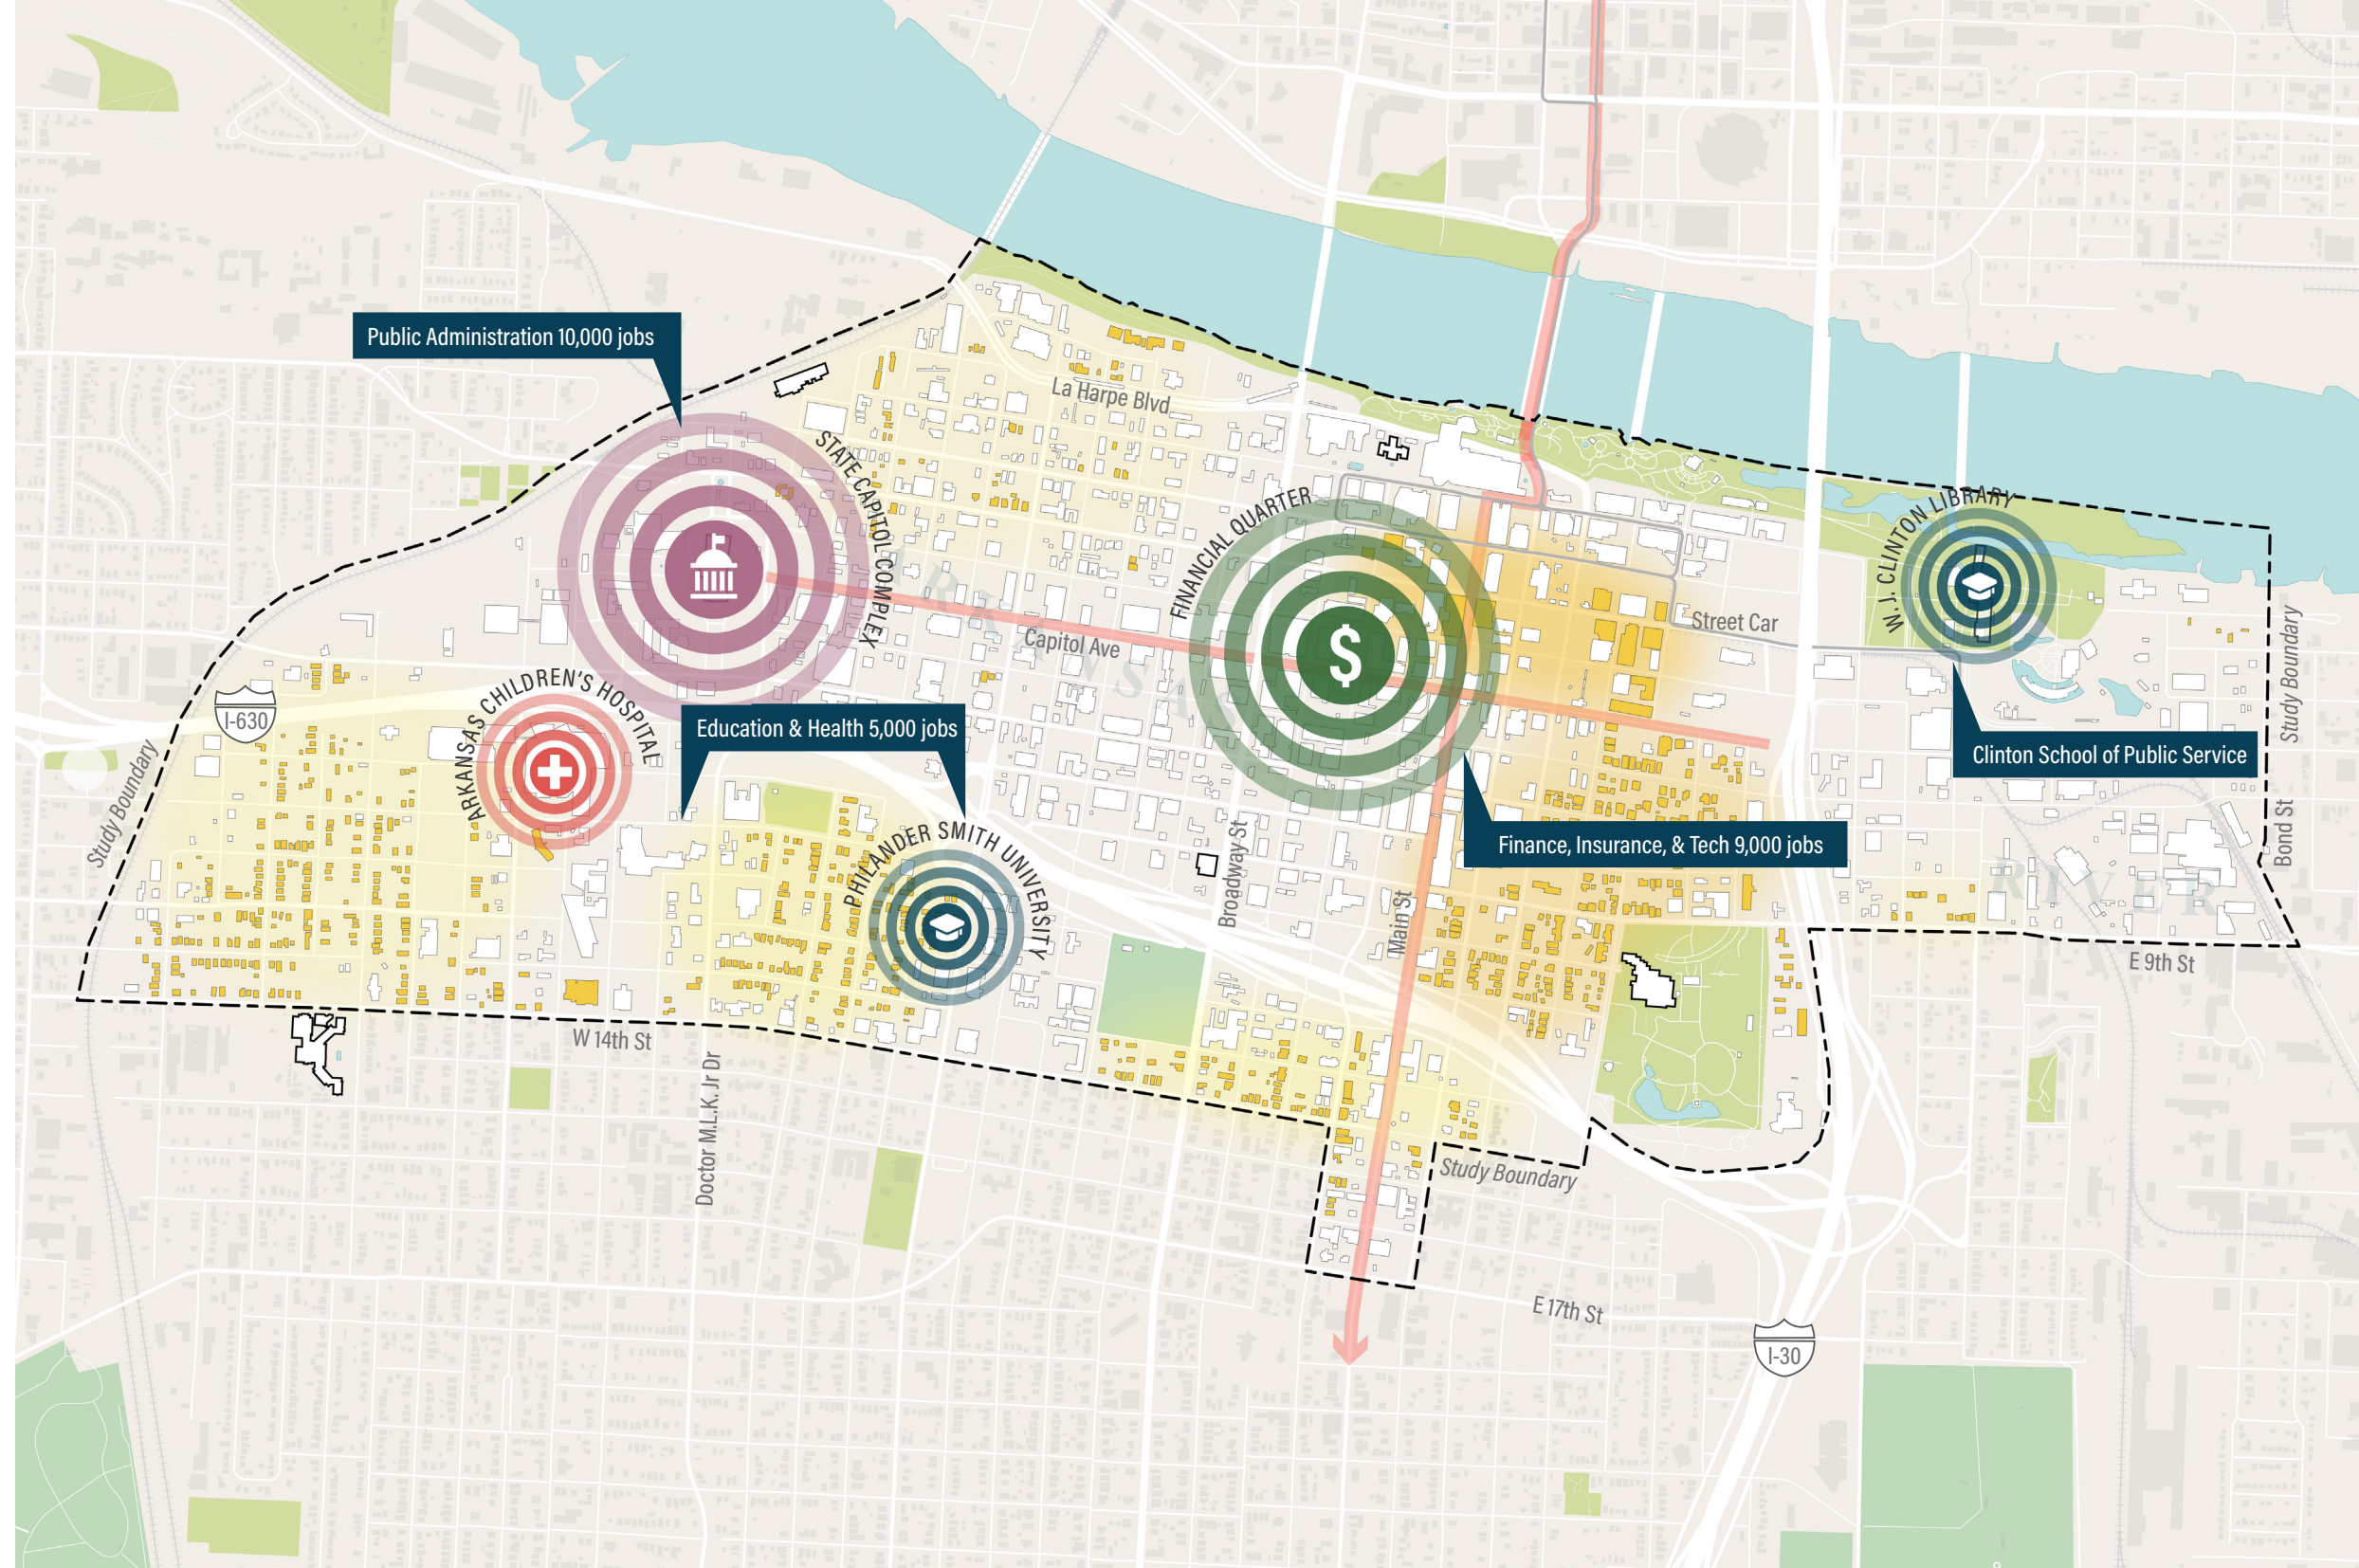 Public Administration 10,000 jobs
La Harpe Blvd
STATE CAPITOL COMPLEX
FINANCIAL QUARTER
W. J. CLINTON LIBRARY
ARKANSAS
Capitol Ave
Street Car
Study Boundary
ARKANSAS CHILDREN'S HOSPITAL
I-630
Education & Health 5,000 jobs
Clinton School of Public Service
Study Boundary
Bond St
PHILANDER SMITH UNIVERSITY
Broadway St
Finance, Insurance, & Tech 9,000 jobs
Main St
RIVER
E 9th St
W 14th St
Doctor M.L.K. Jr Dr
Study Boundary
E 17th St
I-30